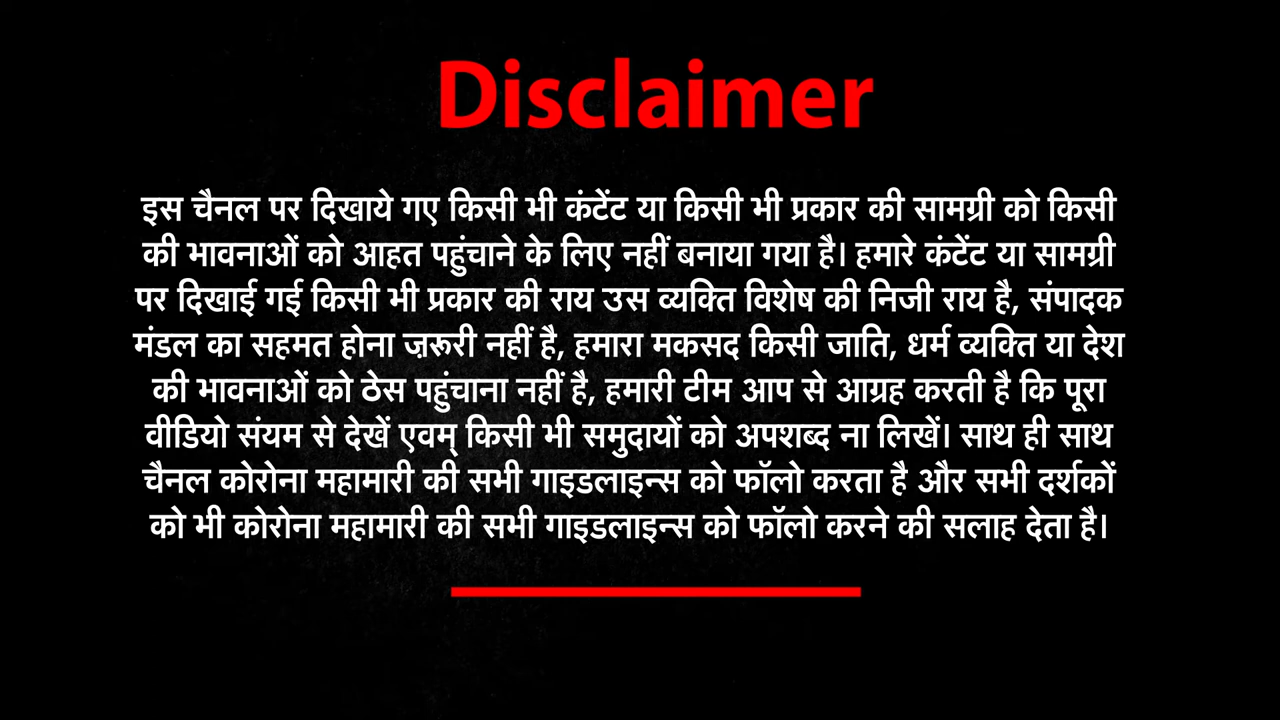 Disclaimer
इस चैनल पर दिखाये गए किसी भी कंटेंट या किसी भी प्रकार की सामग्री को किसी
की भावनाओं को आहत पहुंचाने के लिए नहीं बनाया गया है। हमारे कंटेंट या सामग्री
पर दिखाई गई किसी भी प्रकार की राय उस व्यक्ति विशेष की निजी राय है, संपादक
मंडल का सहमत होना ज़रूरी नहीं है, हमारा मकसद किसी जाति, धर्म व्यक्ति या देश
की भावनाओं को ठेस पहुंचाना नहीं है, हमारी टीम आप से आग्रह करती है कि पूरा
वीडियो संयम से देखें एवम् किसी भी समुदायों को अपशब्द ना लिखें। साथ ही साथ
चैनल कोरोना महामारी की सभी गाइडलाइन्स को फॉलो करता है और सभी दर्शकों
को भी कोरोना महामारी की सभी गाइडलाइन्स को फॉलो करने की सलाह देता है।